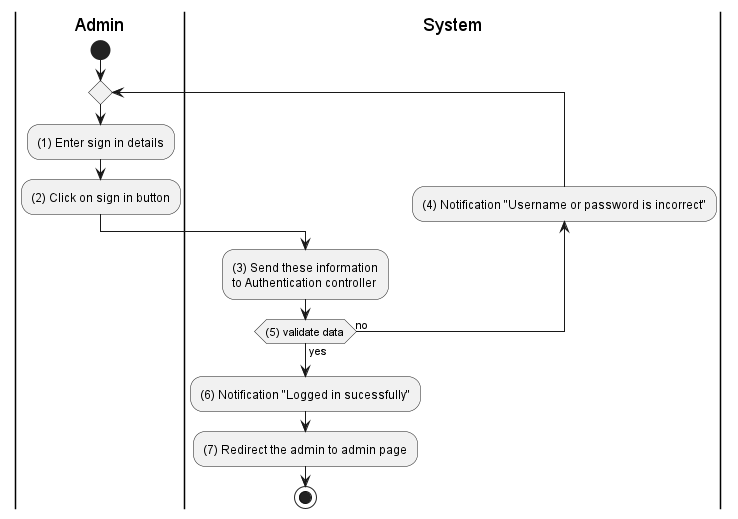 Admin
System
(1) Enter sign in details
(2) Click on sign in button
(4) Notification "Username or password is incorrect"
(3) Send these information
to Authentication controller
(5) validate data
no
yes
(6) Notification "Logged in sucessfully"
(7) Redirect the admin to admin page